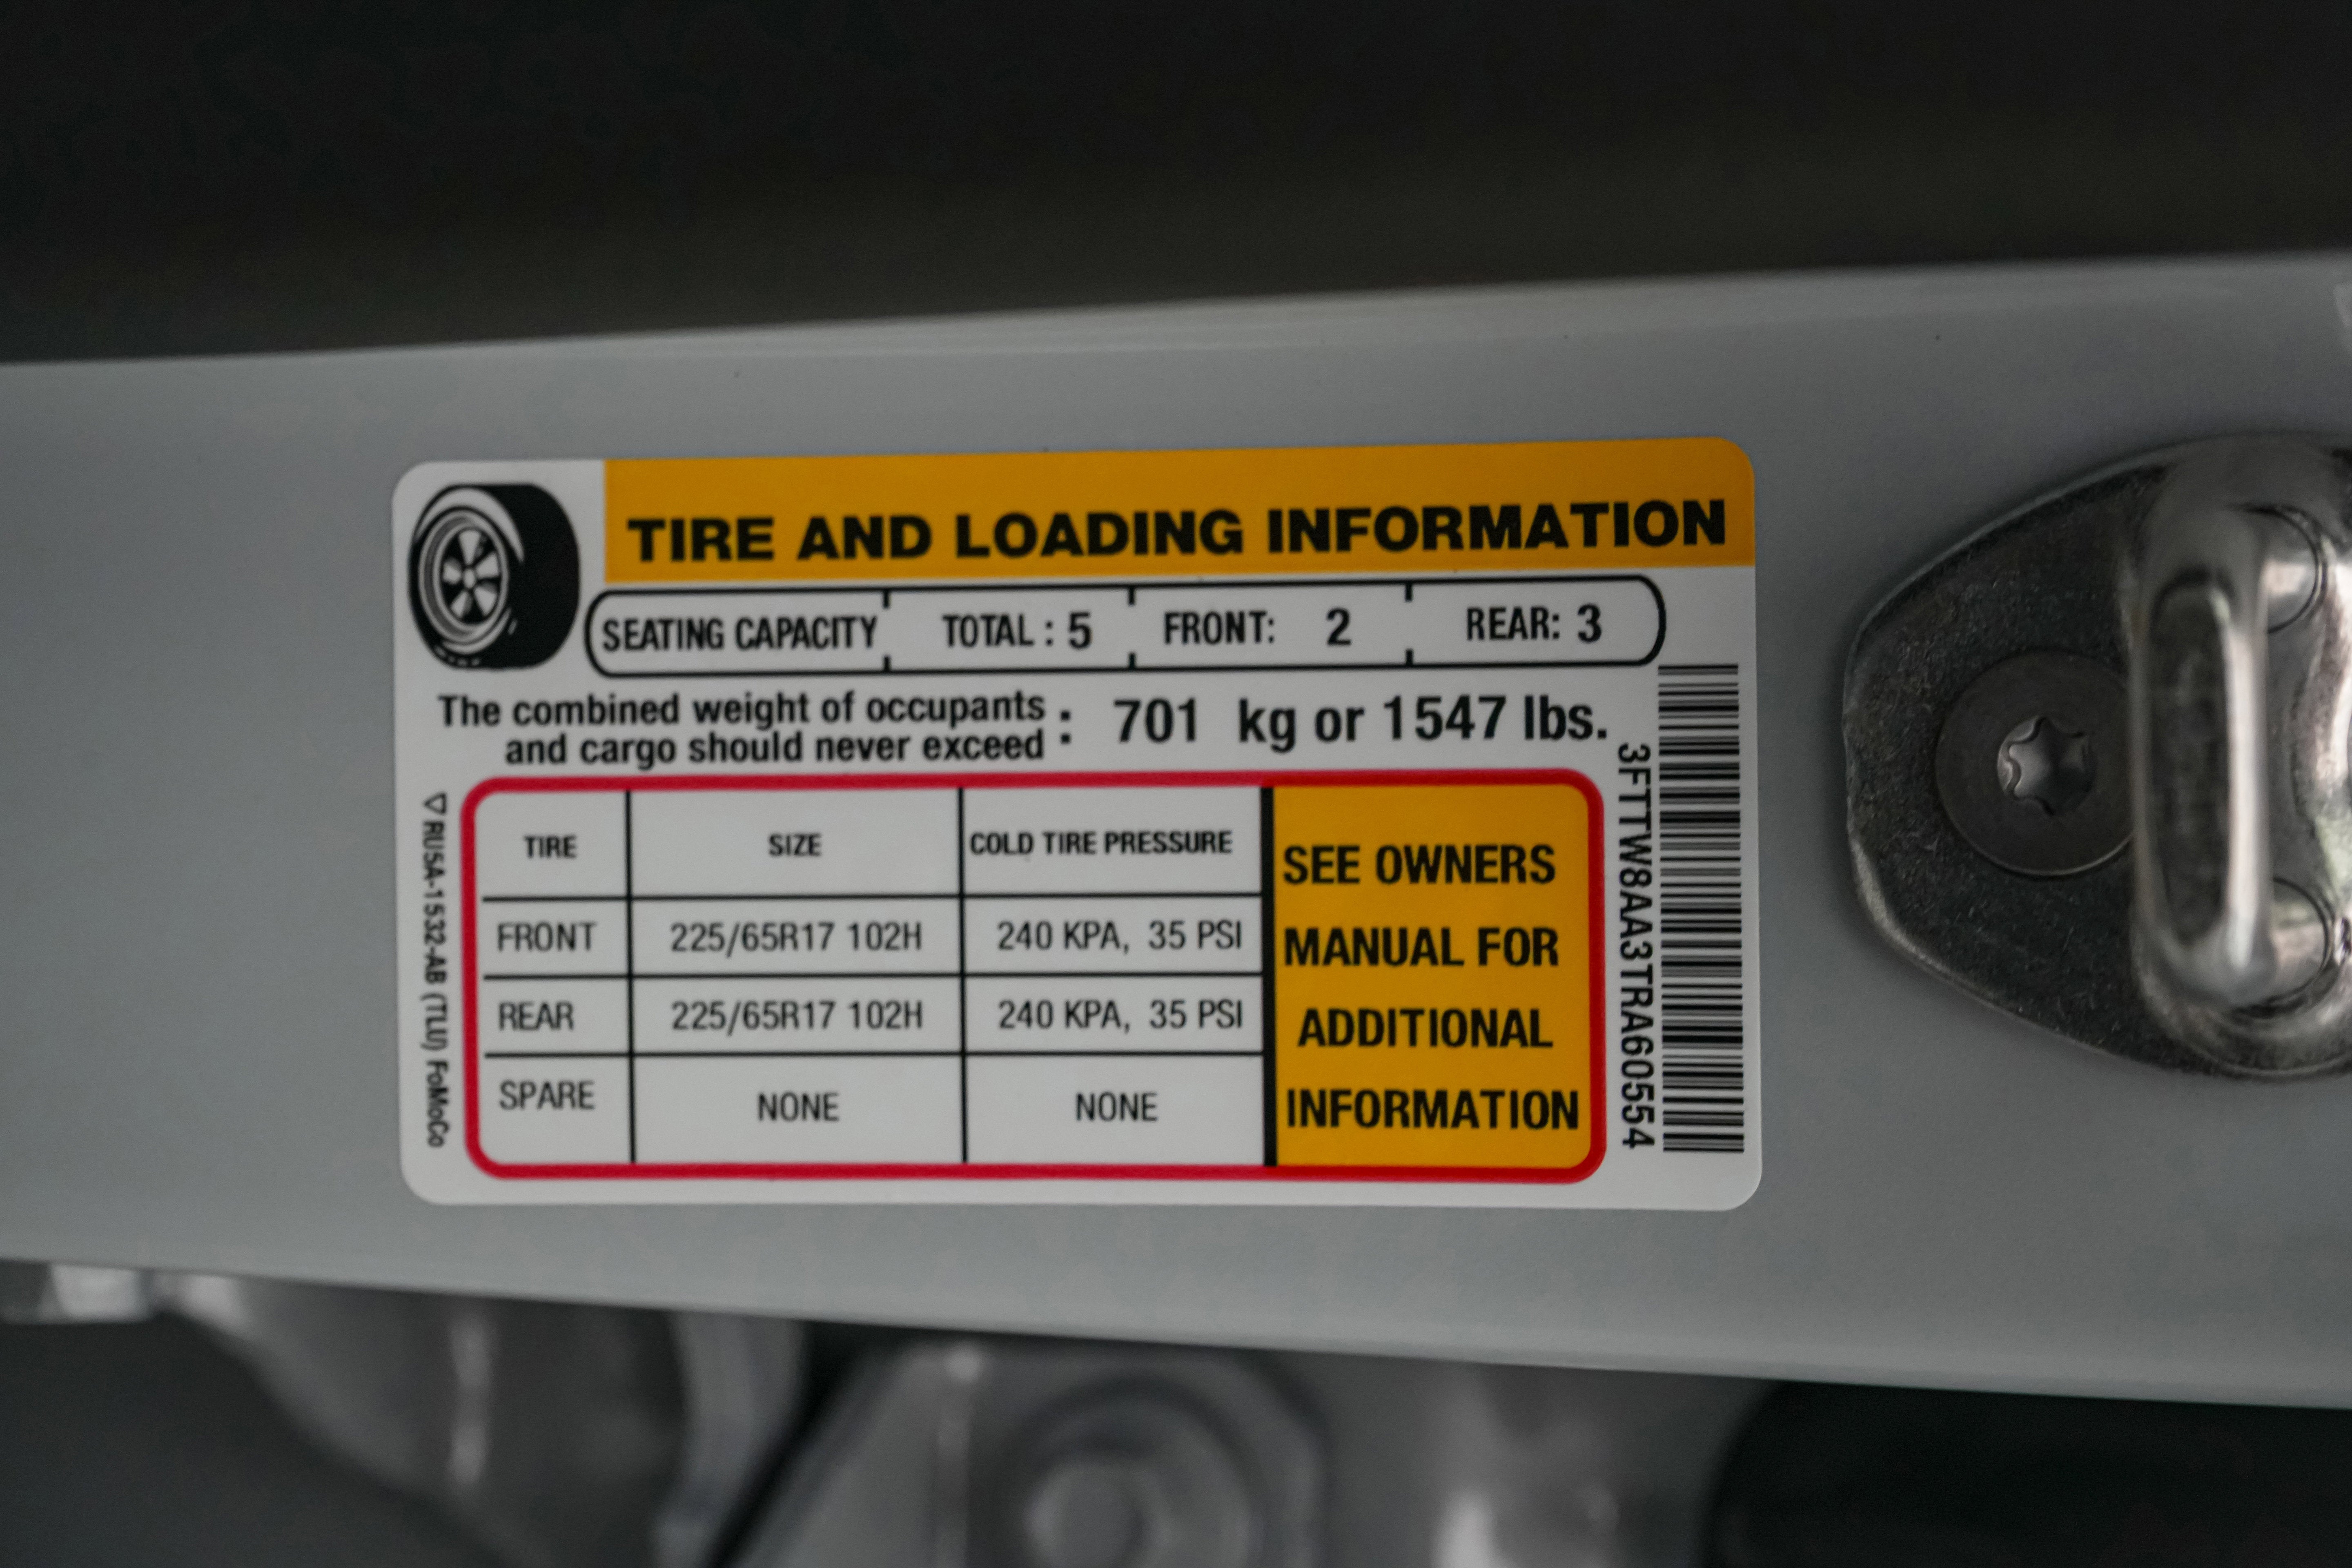 TIRE AND LOADING INFORMATION
SEATING CAPACITY TOTAL : 5 FRONT: 2 REAR: 3
The combined weight of occupants
and cargo should never exceed : 701 kg or 1547 lbs.
TIRE SIZE COLD TIRE PRESSURE
FRONT 225/65R17 102H 240 KPA, 35 PSI
REAR 225/65R17 102H 240 KPA, 35 PSI
SPARE NONE NONE
SEE OWNERS
MANUAL FOR
ADDITIONAL
INFORMATION
3FTTW8AA3TRA60554
RU5A-1532-AB (TLU) FoMoCo